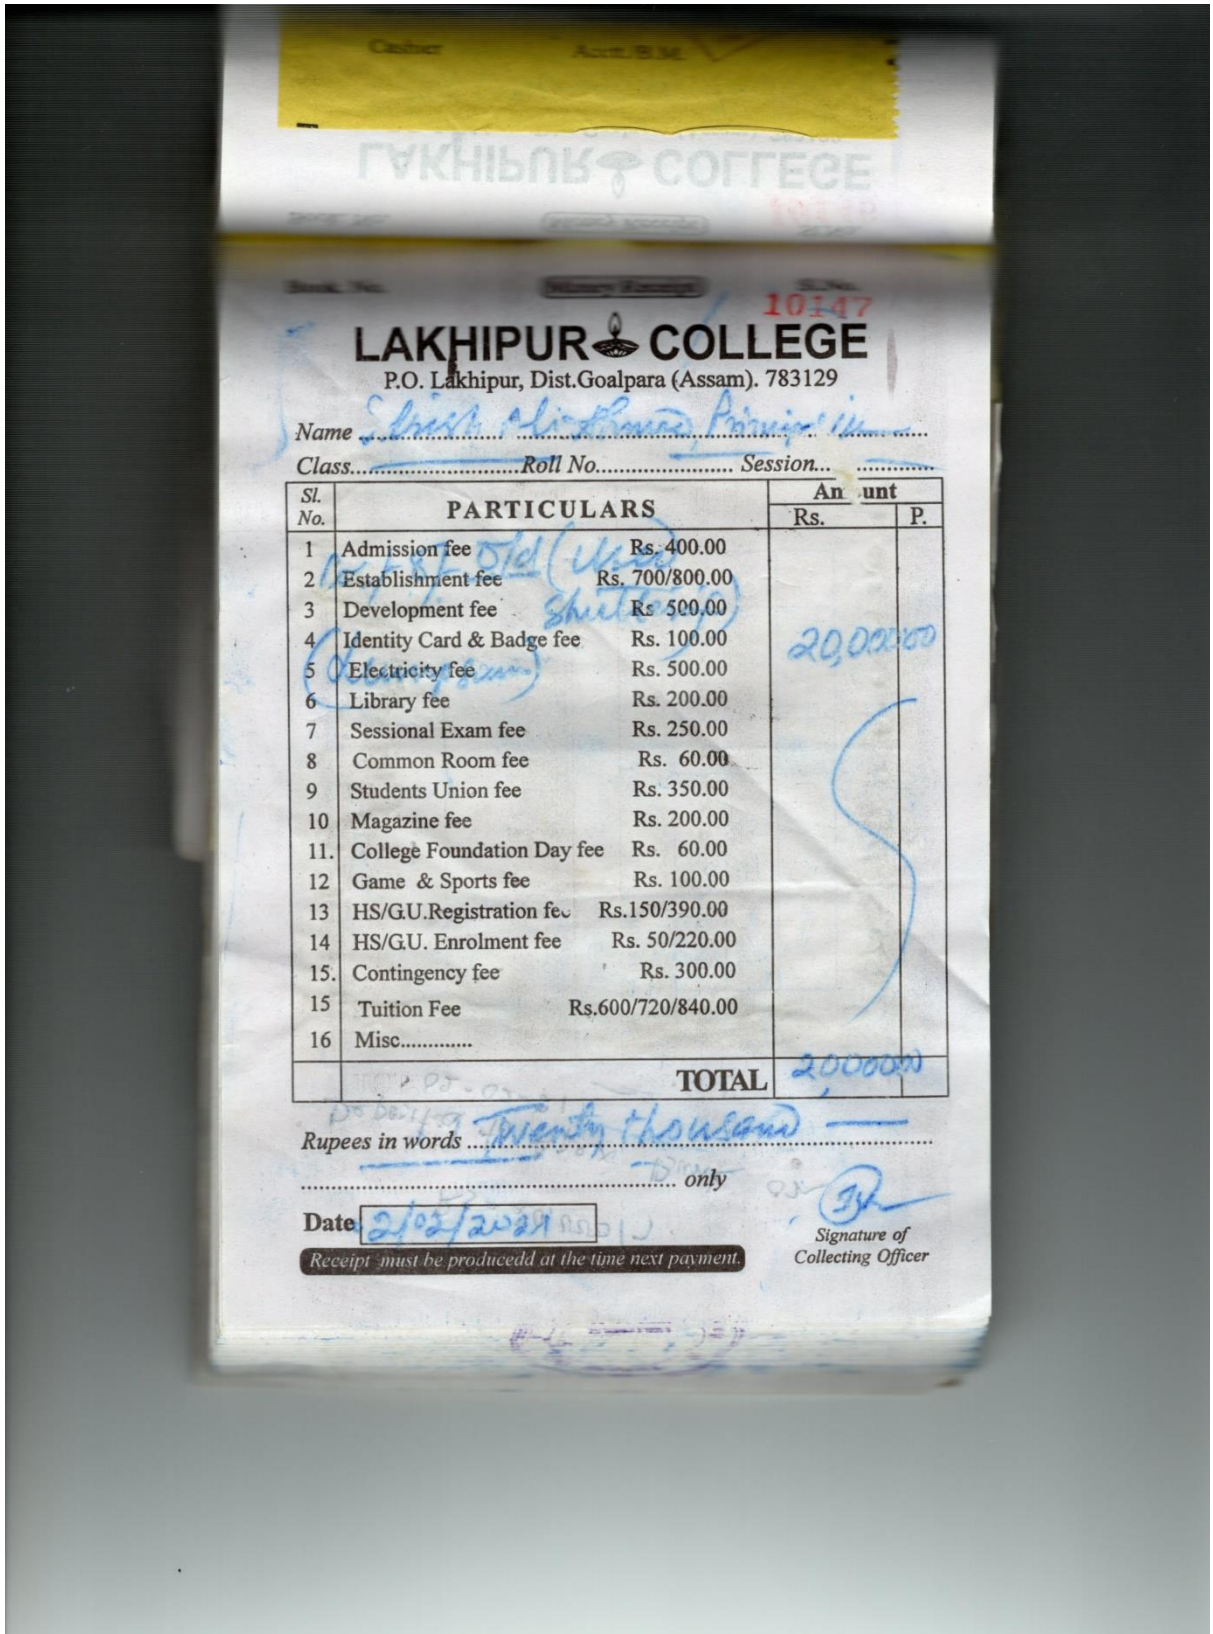 Cashier Acctt./B.M.
LAKHIPUR COLLEGE
Book No. Money Receipt Sl.No.
10147
LAKHIPUR COLLEGE
P.O. Lakhipur, Dist.Goalpara (Assam). 783129
Name
Class.................................Roll No........................... Session... ..............
Sl. No. PARTICULARS Amount
Rs. P.
1 Admission fee Rs. 400.00
2 Establishment fee Rs. 700/800.00
3 Development fee Rs 500.00
4 Identity Card & Badge fee Rs. 100.00 20,00000
5 Electricity fee Rs. 500.00
6 Library fee Rs. 200.00
7 Sessional Exam fee Rs. 250.00
8 Common Room fee Rs. 60.00
9 Students Union fee Rs. 350.00
10 Magazine fee Rs. 200.00
11. College Foundation Day fee Rs. 60.00
12 Game & Sports fee Rs. 100.00
13 HS/G.U.Registration fee Rs.150/390.00
14 HS/G.U. Enrolment fee Rs. 50/220.00
15. Contingency fee Rs. 300.00
15 Tuition Fee Rs.600/720/840.00
16 Misc.............
TOTAL 2000000
Rupees in words Twenty thousand
only
Date 2/02/2021
Signature of
Receipt must be producedd at the time next payment. Collecting Officer